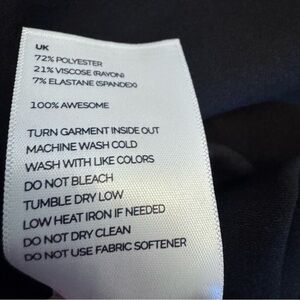 UK
72% POLYESTER
21% VISCOSE (RAYON)
7% ELASTANE (SPANDEX)
100% AWESOME
TURN GARMENT INSIDE OUT
MACHINE WASH COLD
WASH WITH LIKE COLORS
DO NOT BLEACH
TUMBLE DRY LOW
LOW HEAT IRON IF NEEDED
DO NOT DRY CLEAN
DO NOT USE FABRIC SOFTENER